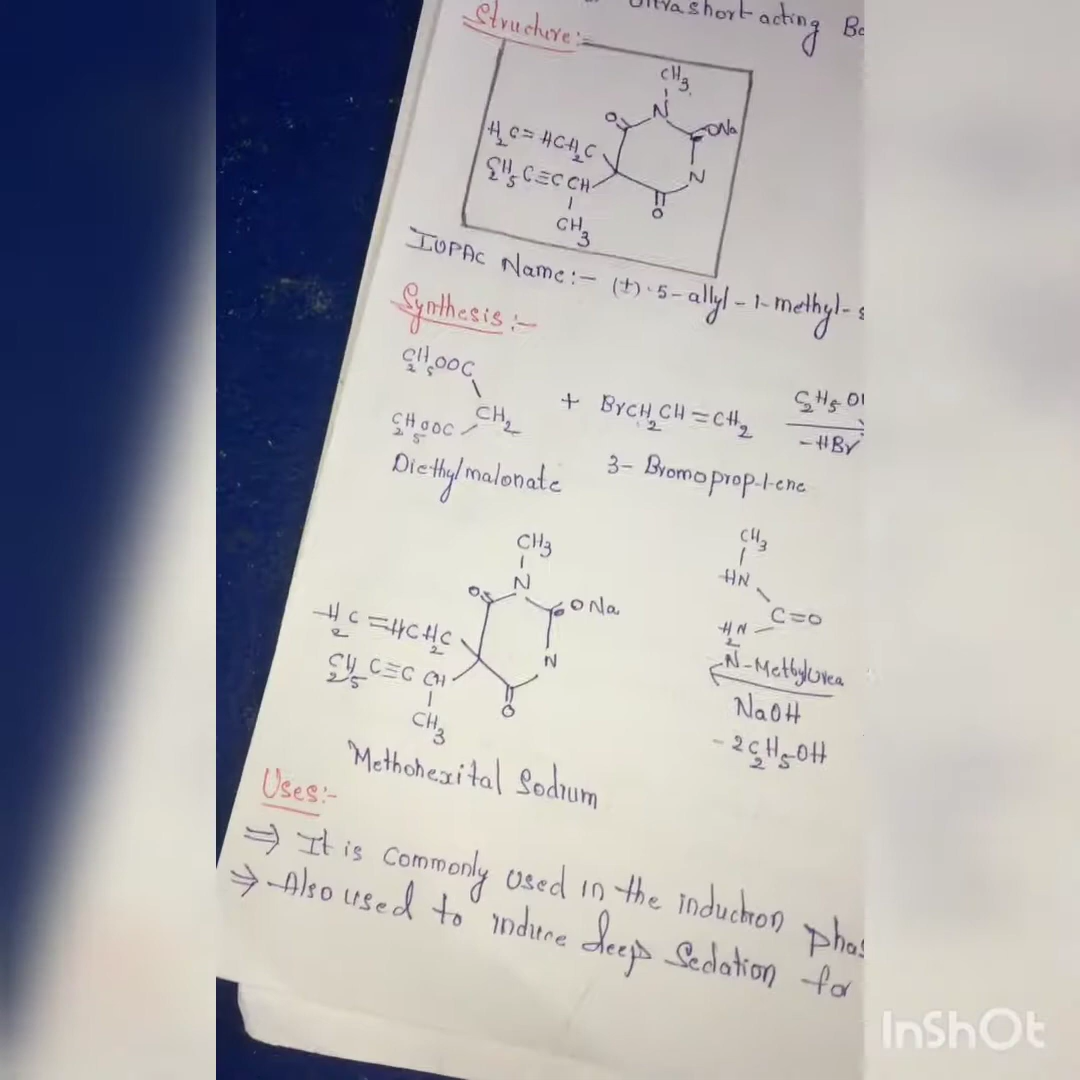 Ultrashort acting
Structure:-
CH3
N
O
ONa
H2C=HCH2C
C2H5C≡CCH
N
O
CH3
IUPAC Name:- (±)-5-allyl-1-methyl-
Synthesis:-
C2H5OOC
CH2
C2H5OOC
+ BrCH2CH=CH2
C2H5O
-HBr
Diethylmalonate
3-Bromoprop-1-ene
CH3
N
O
ONa
H2C=HCH2C
C2H5C≡C CH
N
O
CH3
Methohexital Sodium
CH3
HN
C=O
H2N
N-Methylurea
NaOH
-2C2H5OH
Uses:-
⇒ It is commonly used in the induction
⇒ Also used to induce deep Sedation for
InShOt